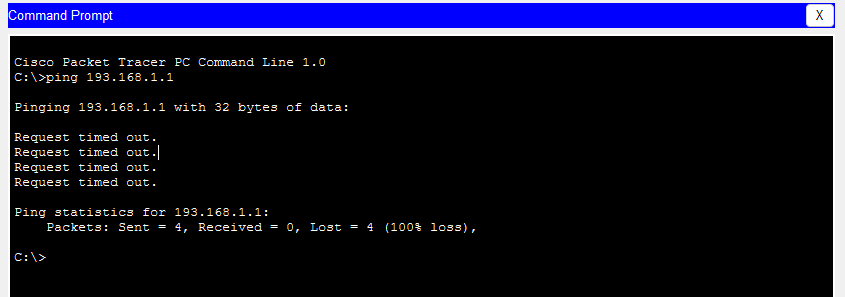 Command Prompt
X
Cisco Packet Tracer PC Command Line 1.0
C:\>ping 193.168.1.1
Pinging 193.168.1.1 with 32 bytes of data:
Request timed out.
Request timed out.
Request timed out.
Request timed out.
Ping statistics for 193.168.1.1:
    Packets: Sent = 4, Received = 0, Lost = 4 (100% loss),
C:\>